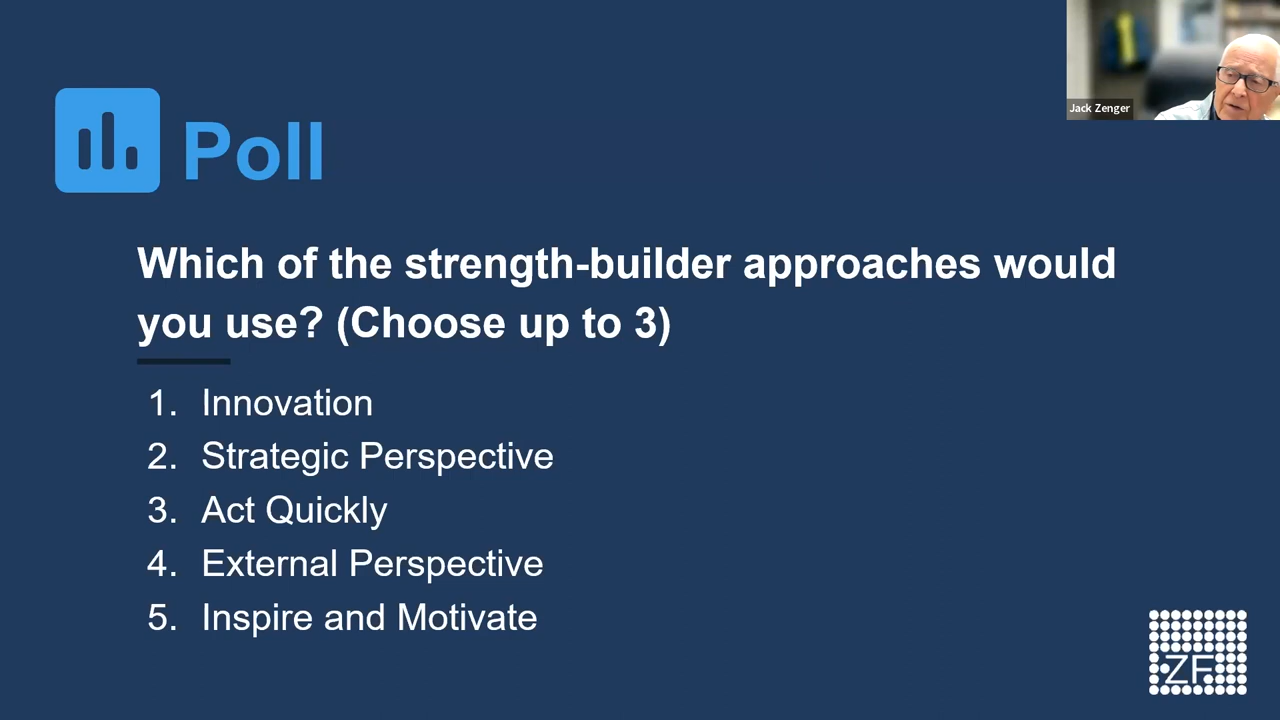 Jack Zenger
Poll
Which of the strength-builder approaches would
you use? (Choose up to 3)
1. Innovation
2. Strategic Perspective
3. Act Quickly
4. External Perspective
5. Inspire and Motivate
ZF